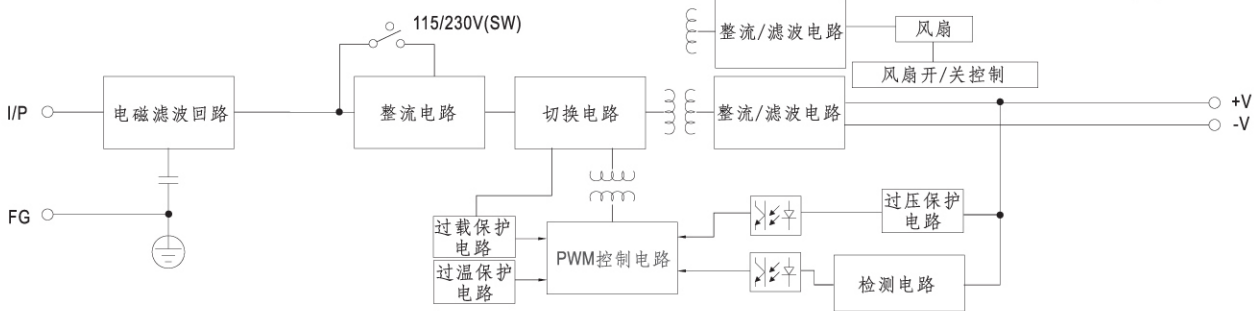 115/230V(SW)
整流/滤波电路
风扇
风扇开/关控制
I/P
电磁滤波回路
整流电路
切换电路
整流/滤波电路
+V
-V
FG
过载保护
电路
过温保护
电路
PWM控制电路
过压保护
电路
检测电路